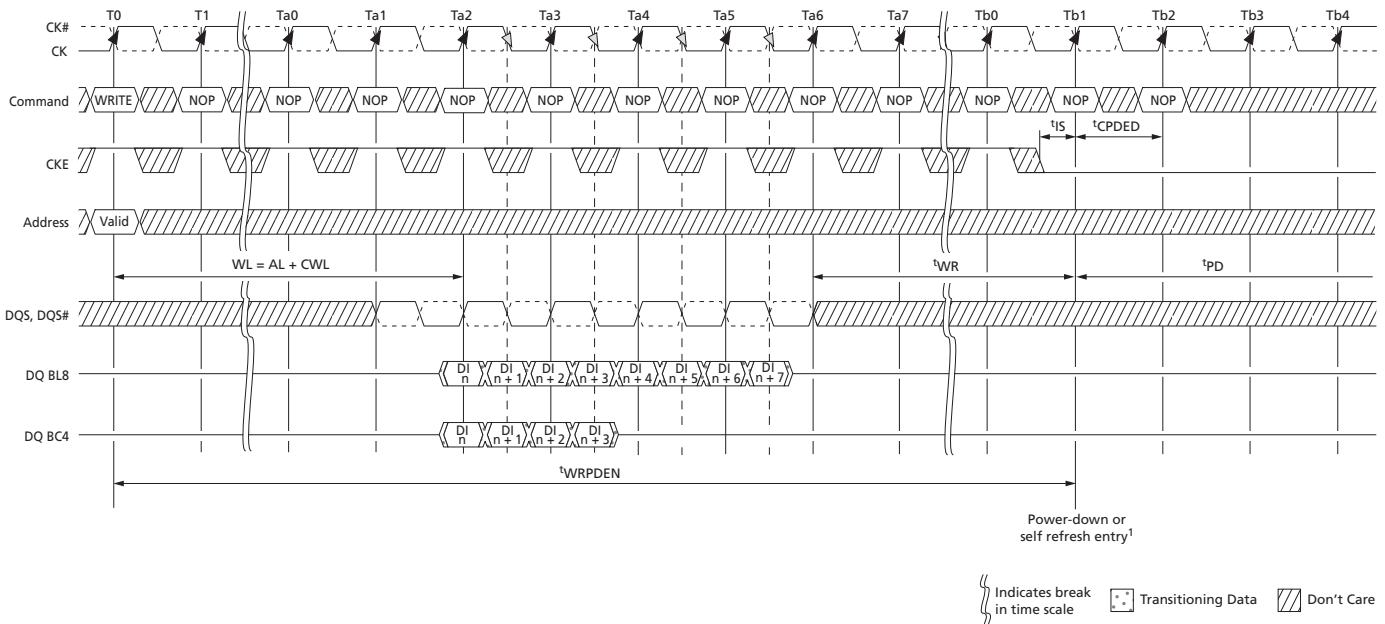 T0 T1 Ta0 Ta1 Ta2 Ta3 Ta4 Ta5 Ta6 Ta7 Tb0 Tb1 Tb2 Tb3 Tb4
CK#
CK
Command WRITE NOP NOP NOP NOP NOP NOP NOP NOP NOP NOP NOP NOP
tIS tCPDED
CKE
Address Valid
WL = AL + CWL tWR tPD
DQS, DQS#
DQ BL8 DI n DI n + 1 DI n + 2 DI n + 3 DI n + 4 DI n + 5 DI n + 6 DI n + 7
DQ BC4 DI n DI n + 1 DI n + 2 DI n + 3
tWRPDEN
Power-down or
self refresh entry1
Indicates break
in time scale
Transitioning Data
Don't Care